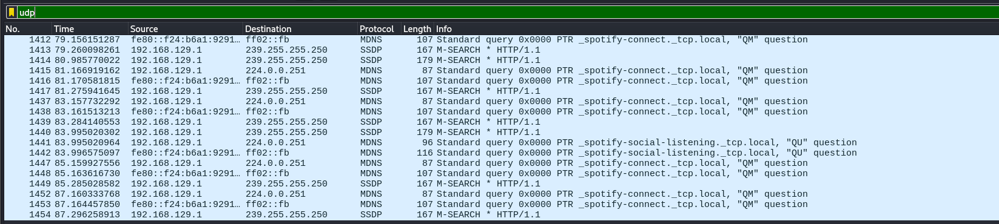 udp
No. Time Source Destination Protocol Length Info
1412 79.156151287 fe80::f24:b6a1:9291… ff02::fb MDNS 107 Standard query 0x0000 PTR _spotify-connect._tcp.local, "QM" question
1413 79.260098261 192.168.129.1 239.255.255.250 SSDP 167 M-SEARCH * HTTP/1.1
1414 80.985770022 192.168.129.1 239.255.255.250 SSDP 179 M-SEARCH * HTTP/1.1
1415 81.166919162 192.168.129.1 224.0.0.251 MDNS 87 Standard query 0x0000 PTR _spotify-connect._tcp.local, "QM" question
1416 81.170581815 fe80::f24:b6a1:9291… ff02::fb MDNS 107 Standard query 0x0000 PTR _spotify-connect._tcp.local, "QM" question
1417 81.275941645 192.168.129.1 239.255.255.250 SSDP 167 M-SEARCH * HTTP/1.1
1437 83.157732292 192.168.129.1 224.0.0.251 MDNS 87 Standard query 0x0000 PTR _spotify-connect._tcp.local, "QM" question
1438 83.161513213 fe80::f24:b6a1:9291… ff02::fb MDNS 107 Standard query 0x0000 PTR _spotify-connect._tcp.local, "QM" question
1439 83.284140553 192.168.129.1 239.255.255.250 SSDP 167 M-SEARCH * HTTP/1.1
1440 83.995020302 192.168.129.1 239.255.255.250 SSDP 179 M-SEARCH * HTTP/1.1
1441 83.995020964 192.168.129.1 224.0.0.251 MDNS 96 Standard query 0x0000 PTR _spotify-social-listening._tcp.local, "QU" question
1442 83.996575097 fe80::f24:b6a1:9291… ff02::fb MDNS 116 Standard query 0x0000 PTR _spotify-social-listening._tcp.local, "QU" question
1447 85.159927556 192.168.129.1 224.0.0.251 MDNS 87 Standard query 0x0000 PTR _spotify-connect._tcp.local, "QM" question
1448 85.163616730 fe80::f24:b6a1:9291… ff02::fb MDNS 107 Standard query 0x0000 PTR _spotify-connect._tcp.local, "QM" question
1449 85.285028582 192.168.129.1 239.255.255.250 SSDP 167 M-SEARCH * HTTP/1.1
1452 87.160333768 192.168.129.1 224.0.0.251 MDNS 87 Standard query 0x0000 PTR _spotify-connect._tcp.local, "QM" question
1453 87.164457850 fe80::f24:b6a1:9291… ff02::fb MDNS 107 Standard query 0x0000 PTR _spotify-connect._tcp.local, "QM" question
1454 87.296258913 192.168.129.1 239.255.255.250 SSDP 167 M-SEARCH * HTTP/1.1